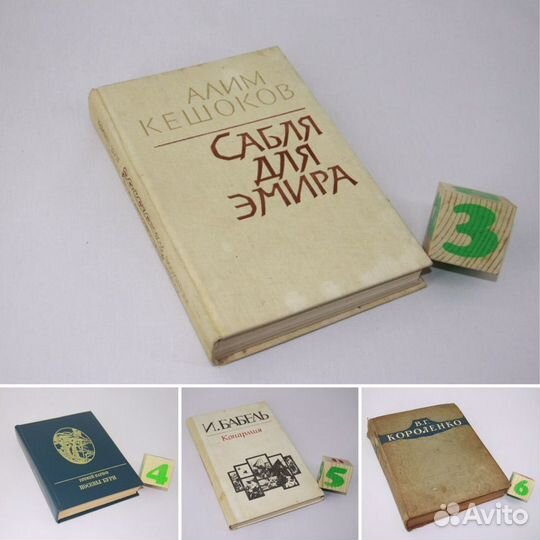 АЛИМ
КЕШОКОВ
САБЛЯ
ДЛЯ
ЭМИРА
3
4
И. БАБЕЛЬ
Конармия
5
В.Г.
КОРОЛЕНКО
6
Avito